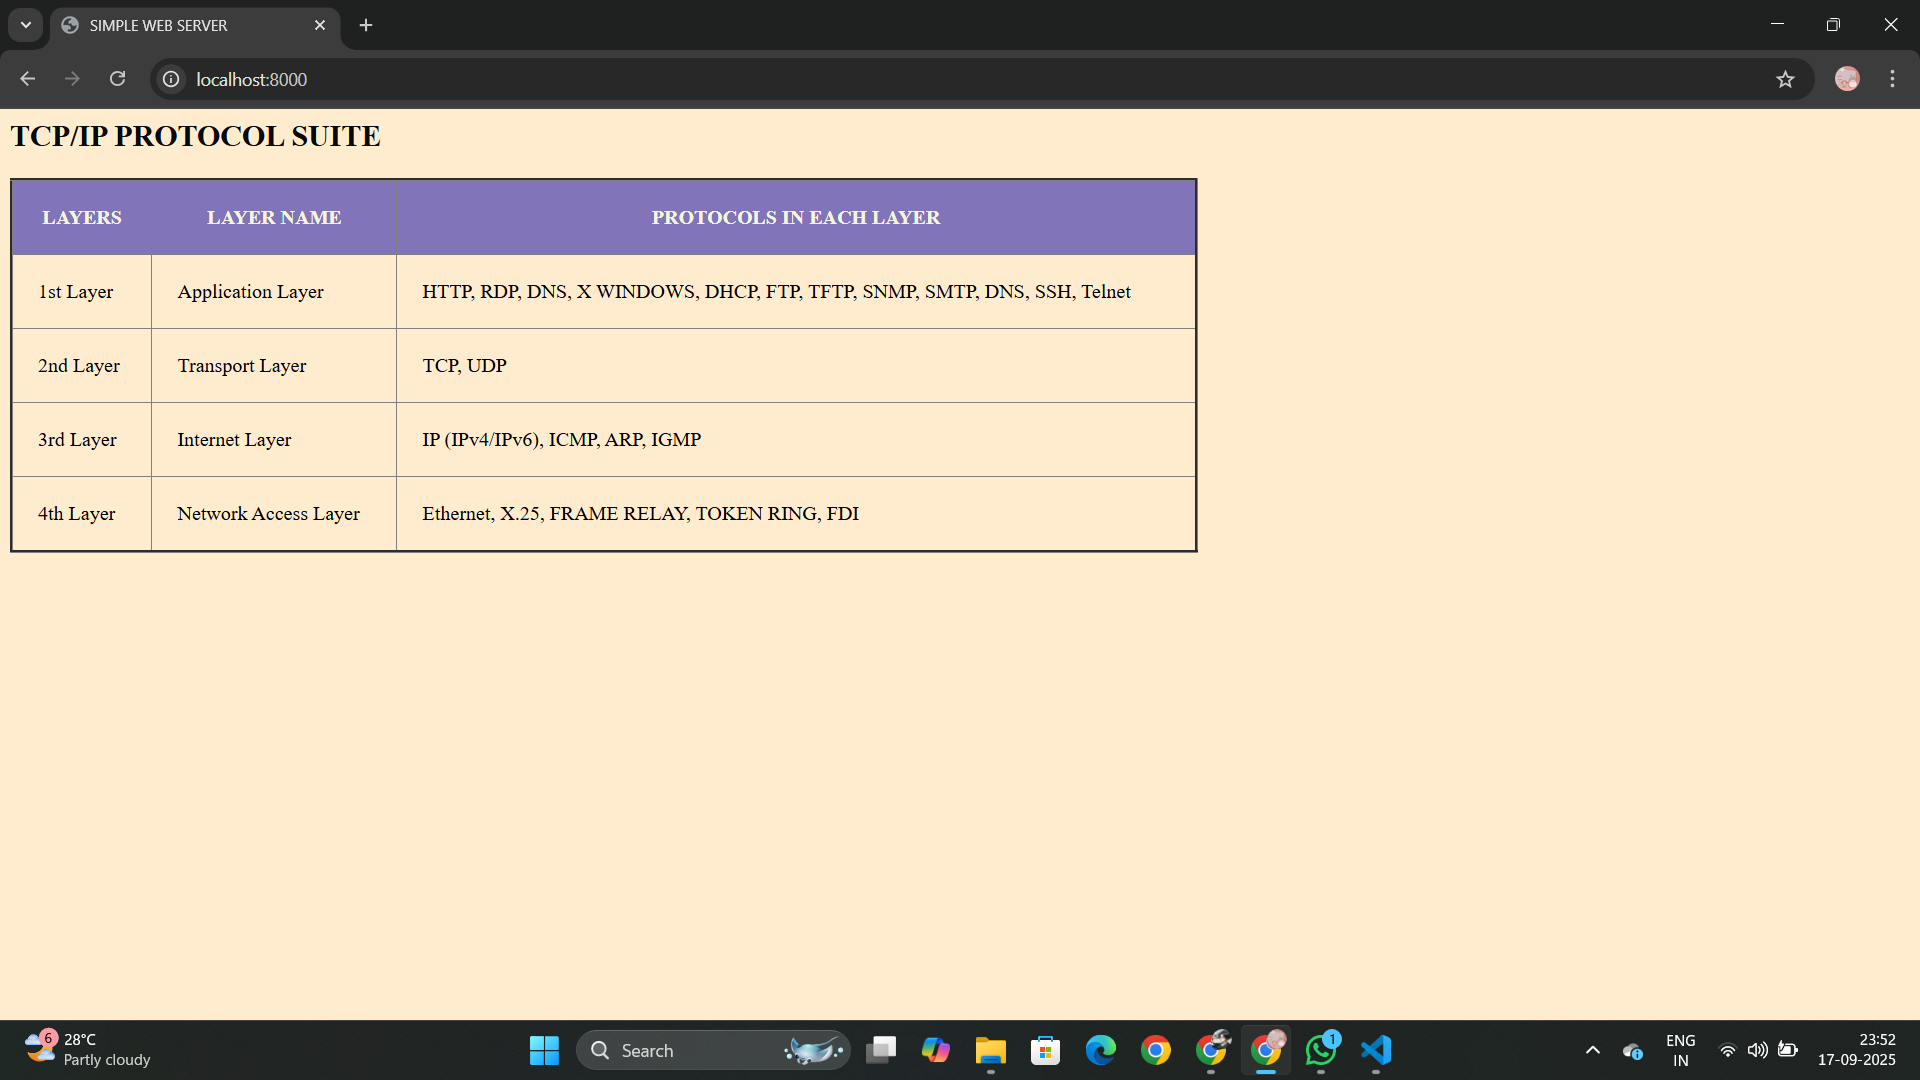 SIMPLE WEB SERVER
localhost:8000
TCP/IP PROTOCOL SUITE
LAYERS LAYER NAME PROTOCOLS IN EACH LAYER
1st Layer Application Layer HTTP, RDP, DNS, X WINDOWS, DHCP, FTP, TFTP, SNMP, SMTP, DNS, SSH, Telnet
2nd Layer Transport Layer TCP, UDP
3rd Layer Internet Layer IP (IPv4/IPv6), ICMP, ARP, IGMP
4th Layer Network Access Layer Ethernet, X.25, FRAME RELAY, TOKEN RING, FDI
6 28°C
Partly cloudy
Search
1
ENG
IN
23:52
17-09-2025